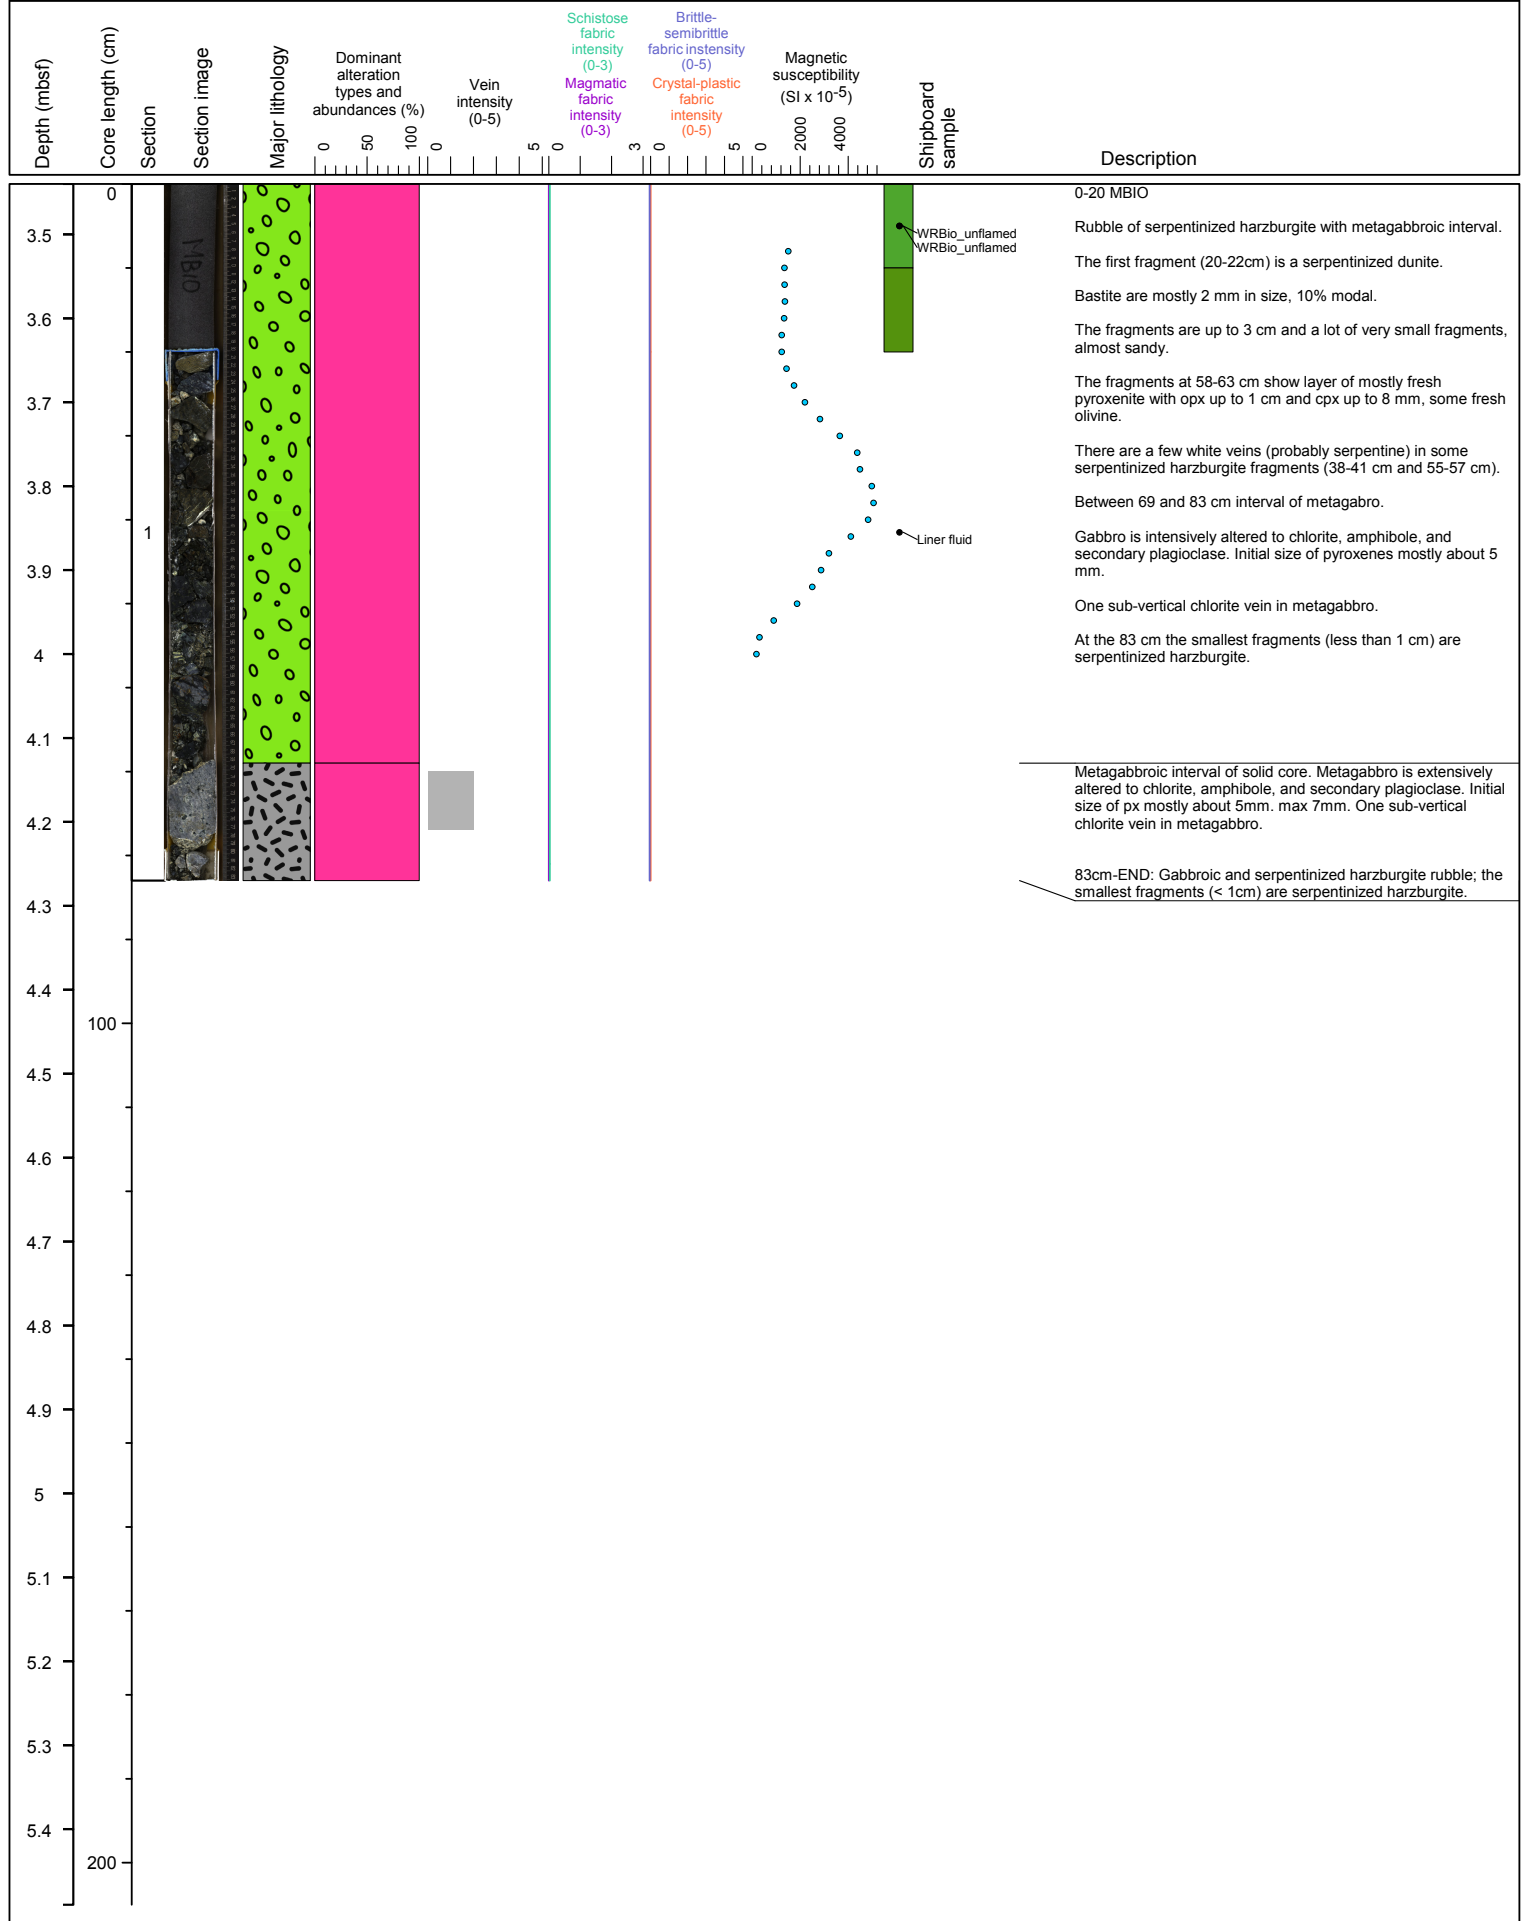 Depth (mbsf)
Core length (cm)
Section
Section image
Major lithology
Dominant
alteration
types and
abundances (%)
0
50
100
Vein
intensity
(0-5)
0
5
Schistose
fabric
intensity
(0-3)
Magmatic
fabric
intensity
(0-3)
0
3
Brittle-
semibrittle
fabric instensity
(0-5)
Crystal-plastic
fabric
intensity
(0-5)
0
5
Magnetic
susceptibility
(SI x 10-5)
0
2000
4000
Shipboard
sample
Description
3.5
3.6
3.7
3.8
3.9
4
4.1
4.2
4.3
4.4
4.5
4.6
4.7
4.8
4.9
5
5.1
5.2
5.3
5.4
0
100
200
1
MBIO
WRBio_unflamed
WRBio_unflamed
Liner fluid
0-20 MBIO
Rubble of serpentinized harzburgite with metagabbroic interval.
The first fragment (20-22cm) is a serpentinized dunite.
Bastite are mostly 2 mm in size, 10% modal.
The fragments are up to 3 cm and a lot of very small fragments,
almost sandy.
The fragments at 58-63 cm show layer of mostly fresh
pyroxenite with opx up to 1 cm and cpx up to 8 mm, some fresh
olivine.
There are a few white veins (probably serpentine) in some
serpentinized harzburgite fragments (38-41 cm and 55-57 cm).
Between 69 and 83 cm interval of metagabro.
Gabbro is intensively altered to chlorite, amphibole, and
secondary plagioclase. Initial size of pyroxenes mostly about 5
mm.
One sub-vertical chlorite vein in metagabbro.
At the 83 cm the smallest fragments (less than 1 cm) are
serpentinized harzburgite.
Metagabbroic interval of solid core. Metagabbro is extensively
altered to chlorite, amphibole, and secondary plagioclase. Initial
size of px mostly about 5mm. max 7mm. One sub-vertical
chlorite vein in metagabbro.
83cm-END: Gabbroic and serpentinized harzburgite rubble; the
smallest fragments (< 1cm) are serpentinized harzburgite.